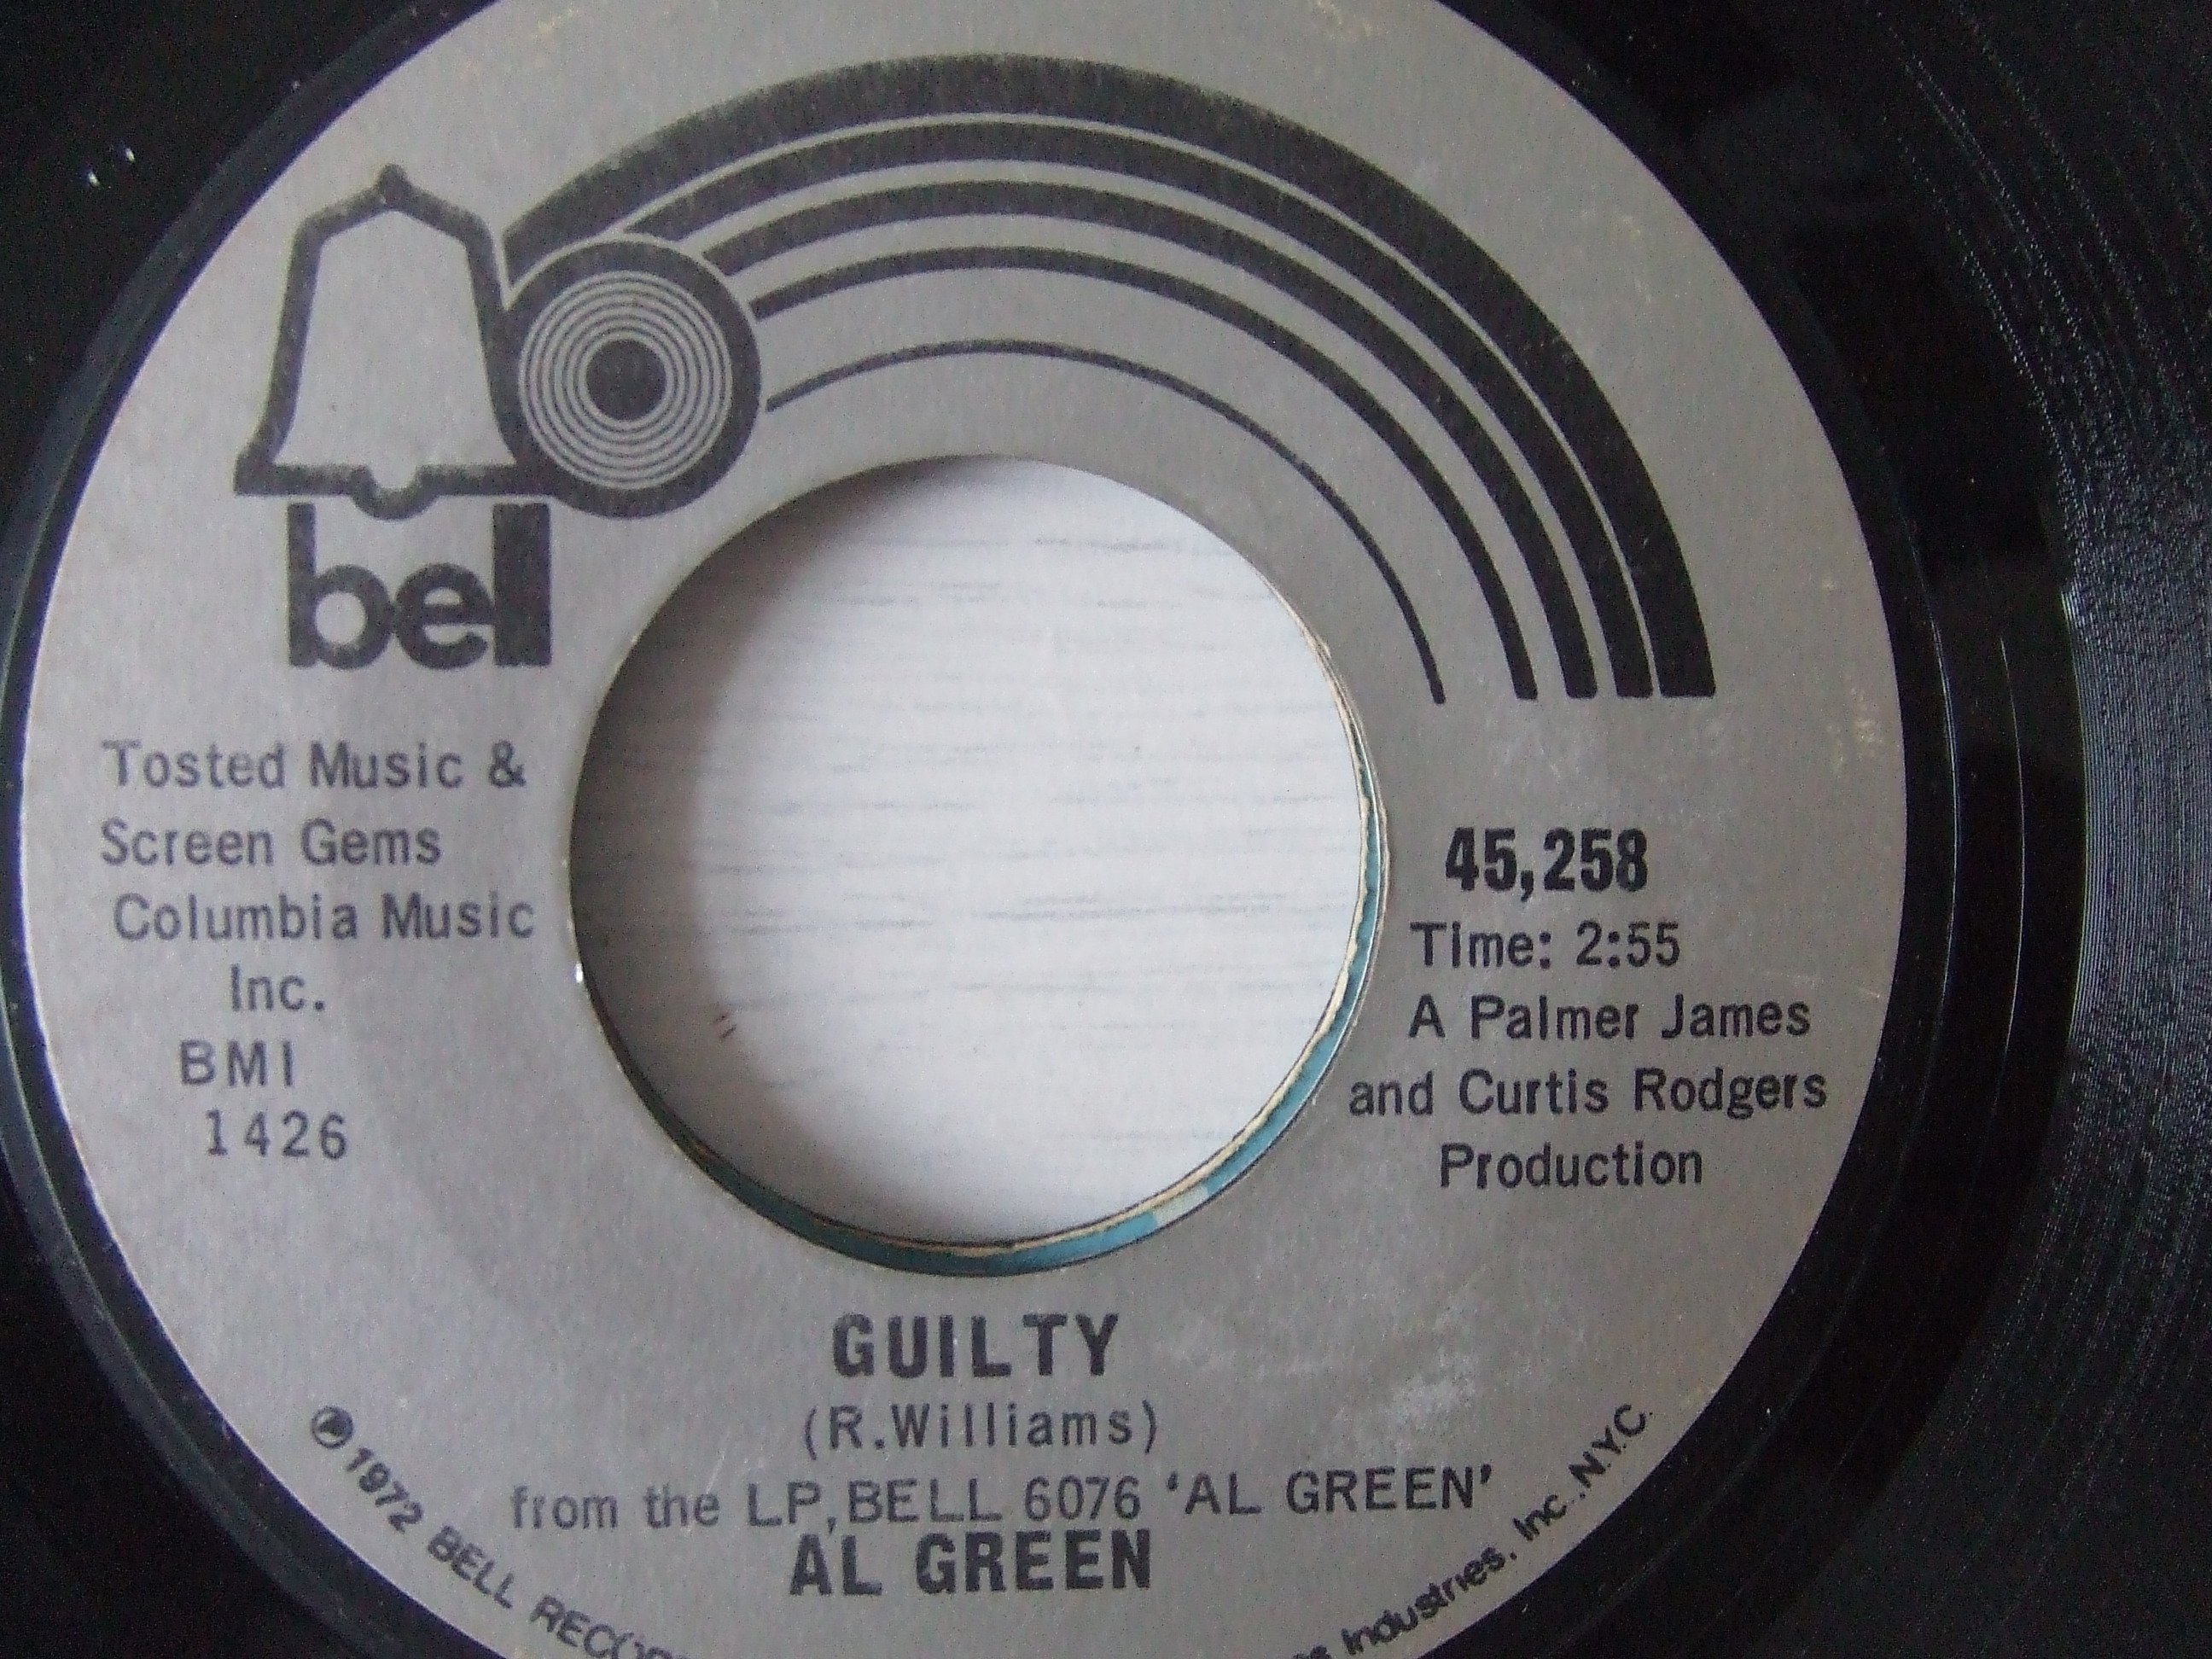 bell
Tosted Music &
Screen Gems
Columbia Music
Inc.
BMI
1426
45,258
Time: 2:55
A Palmer James
and Curtis Rodgers
Production
GUILTY
(R.Williams)
from the LP,BELL 6076 'AL GREEN'
AL GREEN
℗ 1972 BELL
Industries, Inc., N.Y.C.